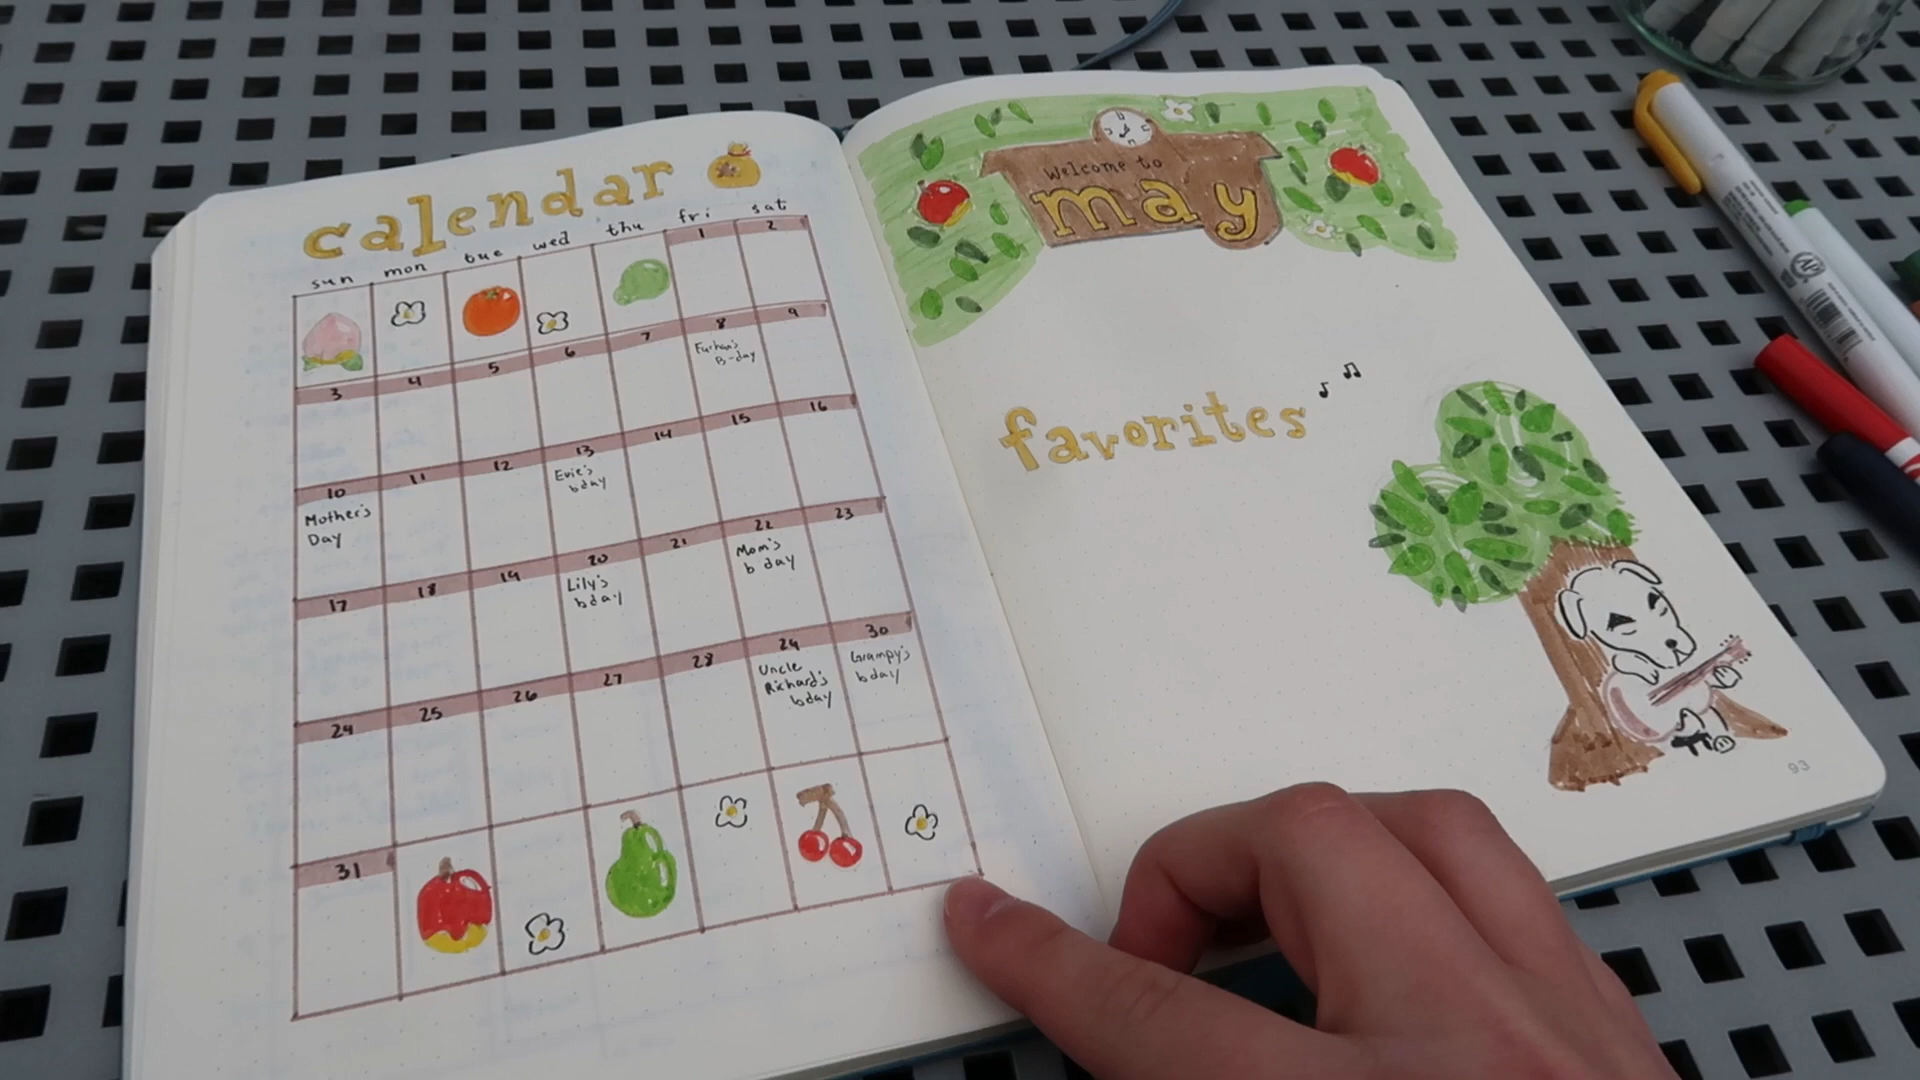 calendar
sun mon tue wed thu fri sat
1 2
3 4 5 6 7 8 9
B-day
10 11 12 13 14 15 16
Mother's
Day
Evie's
bday
17 18 19 20 21 22 23
Lily's
bday
Mom's
b day
24 25 26 27 28 29 30
Uncle
Richard's
bday
Grampy's
bday
31
Welcome to
may
favorites
93